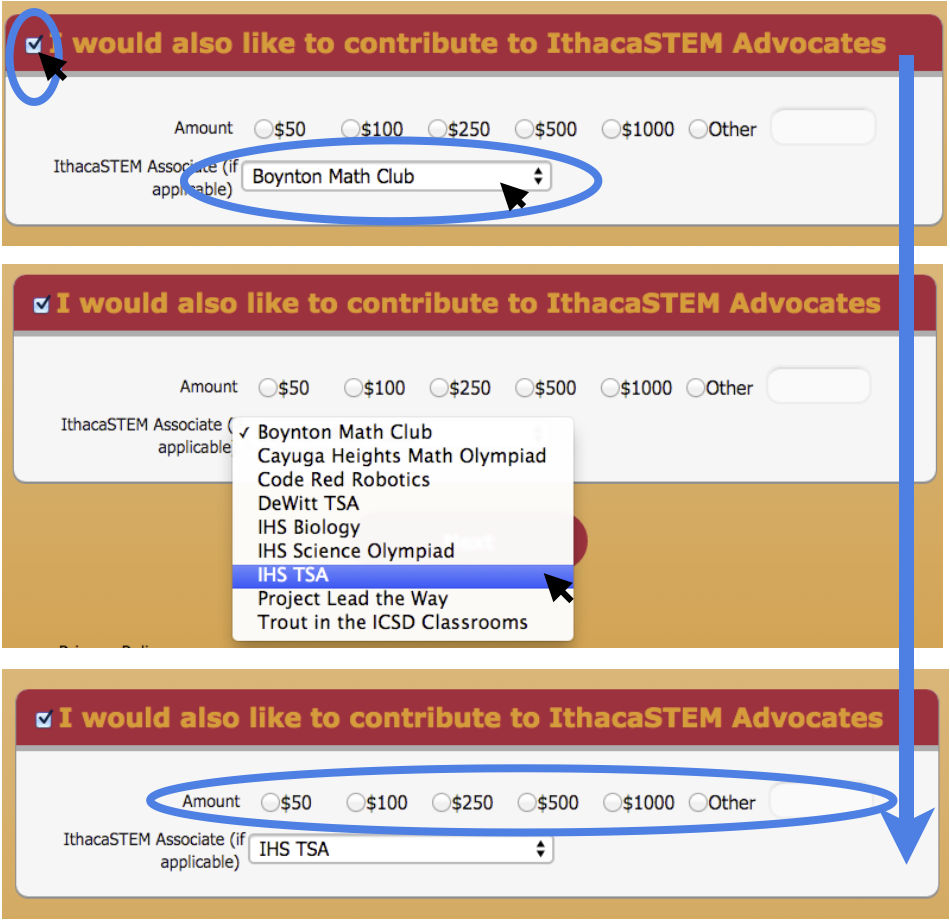 I would also like to contribute to IthacaSTEM Advocates
Amount $50 $100 $250 $500 $1000 Other
IthacaSTEM Associate (if
applicable) Boynton Math Club
I would also like to contribute to IthacaSTEM Advocates
Amount $50 $100 $250 $500 $1000 Other
IthacaSTEM Associate (
applicable
✓ Boynton Math Club
Cayuga Heights Math Olympiad
Code Red Robotics
DeWitt TSA
IHS Biology
IHS Science Olympiad
IHS TSA
Project Lead the Way
Trout in the ICSD Classrooms
I would also like to contribute to IthacaSTEM Advocates
Amount $50 $100 $250 $500 $1000 Other
IthacaSTEM Associate (if
applicable) IHS TSA